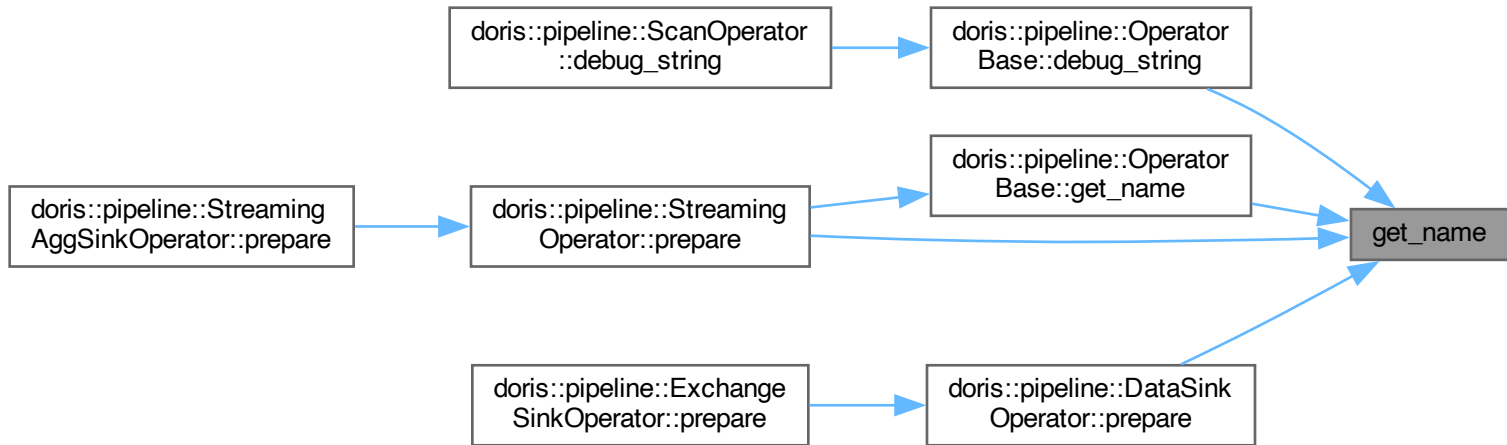 doris::pipeline::ScanOperator
::debug_string
doris::pipeline::Operator
Base::debug_string
doris::pipeline::Operator
Base::get_name
doris::pipeline::Streaming
AggSinkOperator::prepare
doris::pipeline::Streaming
Operator::prepare
get_name
doris::pipeline::Exchange
SinkOperator::prepare
doris::pipeline::DataSink
Operator::prepare